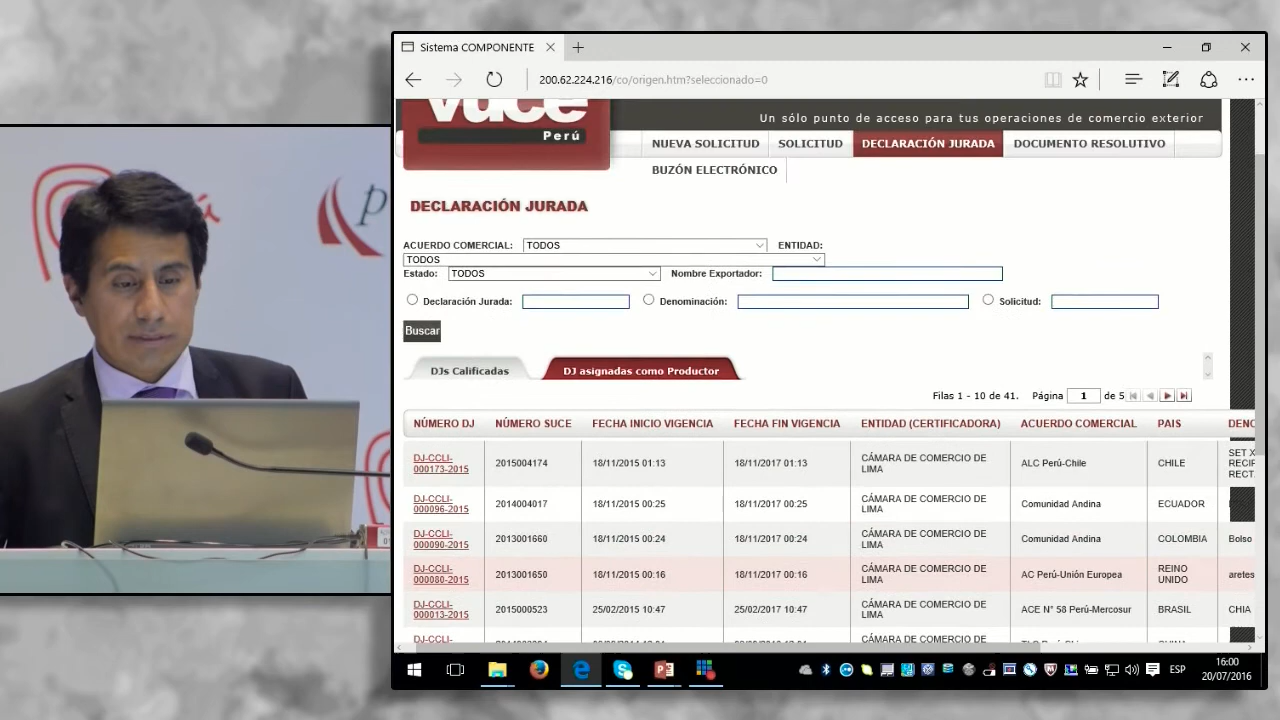 Sistema COMPONENTE
200.62.224.216/co/origen.htm?seleccionado=0
vuce
Perú
Un sólo punto de acceso para tus operaciones de comercio exterior
NUEVA SOLICITUD SOLICITUD DECLARACIÓN JURADA DOCUMENTO RESOLUTIVO
BUZÓN ELECTRÓNICO
DECLARACIÓN JURADA
ACUERDO COMERCIAL: TODOS ENTIDAD:
TODOS
Estado: TODOS Nombre Exportador:
Declaración Jurada: Denominación: Solicitud:
Buscar
DJs Calificadas DJ asignadas como Productor
Filas 1 - 10 de 41. Página 1 de 5
NÚMERO DJ NÚMERO SUCE FECHA INICIO VIGENCIA FECHA FIN VIGENCIA ENTIDAD (CERTIFICADORA) ACUERDO COMERCIAL PAIS DENO
DJ-CCLI-000173-2015 2015004174 18/11/2015 01:13 18/11/2017 01:13 CÁMARA DE COMERCIO DE LIMA ALC Perú-Chile CHILE SET X RECIP RECT
DJ-CCLI-000096-2015 2014004017 18/11/2015 00:25 18/11/2017 00:25 CÁMARA DE COMERCIO DE LIMA Comunidad Andina ECUADOR
DJ-CCLI-000090-2015 2013001660 18/11/2015 00:24 18/11/2017 00:24 CÁMARA DE COMERCIO DE LIMA Comunidad Andina COLOMBIA Bolso
DJ-CCLI-000080-2015 2013001650 18/11/2015 00:16 18/11/2017 00:16 CÁMARA DE COMERCIO DE LIMA AC Perú-Unión Europea REINO UNIDO aretes
DJ-CCLI-000013-2015 2015000523 25/02/2015 10:47 25/02/2017 10:47 CÁMARA DE COMERCIO DE LIMA ACE N° 58 Perú-Mercosur BRASIL CHIA
DJ-CCLI- CÁMARA DE COMERCIO DE
ESP
16:00
20/07/2016